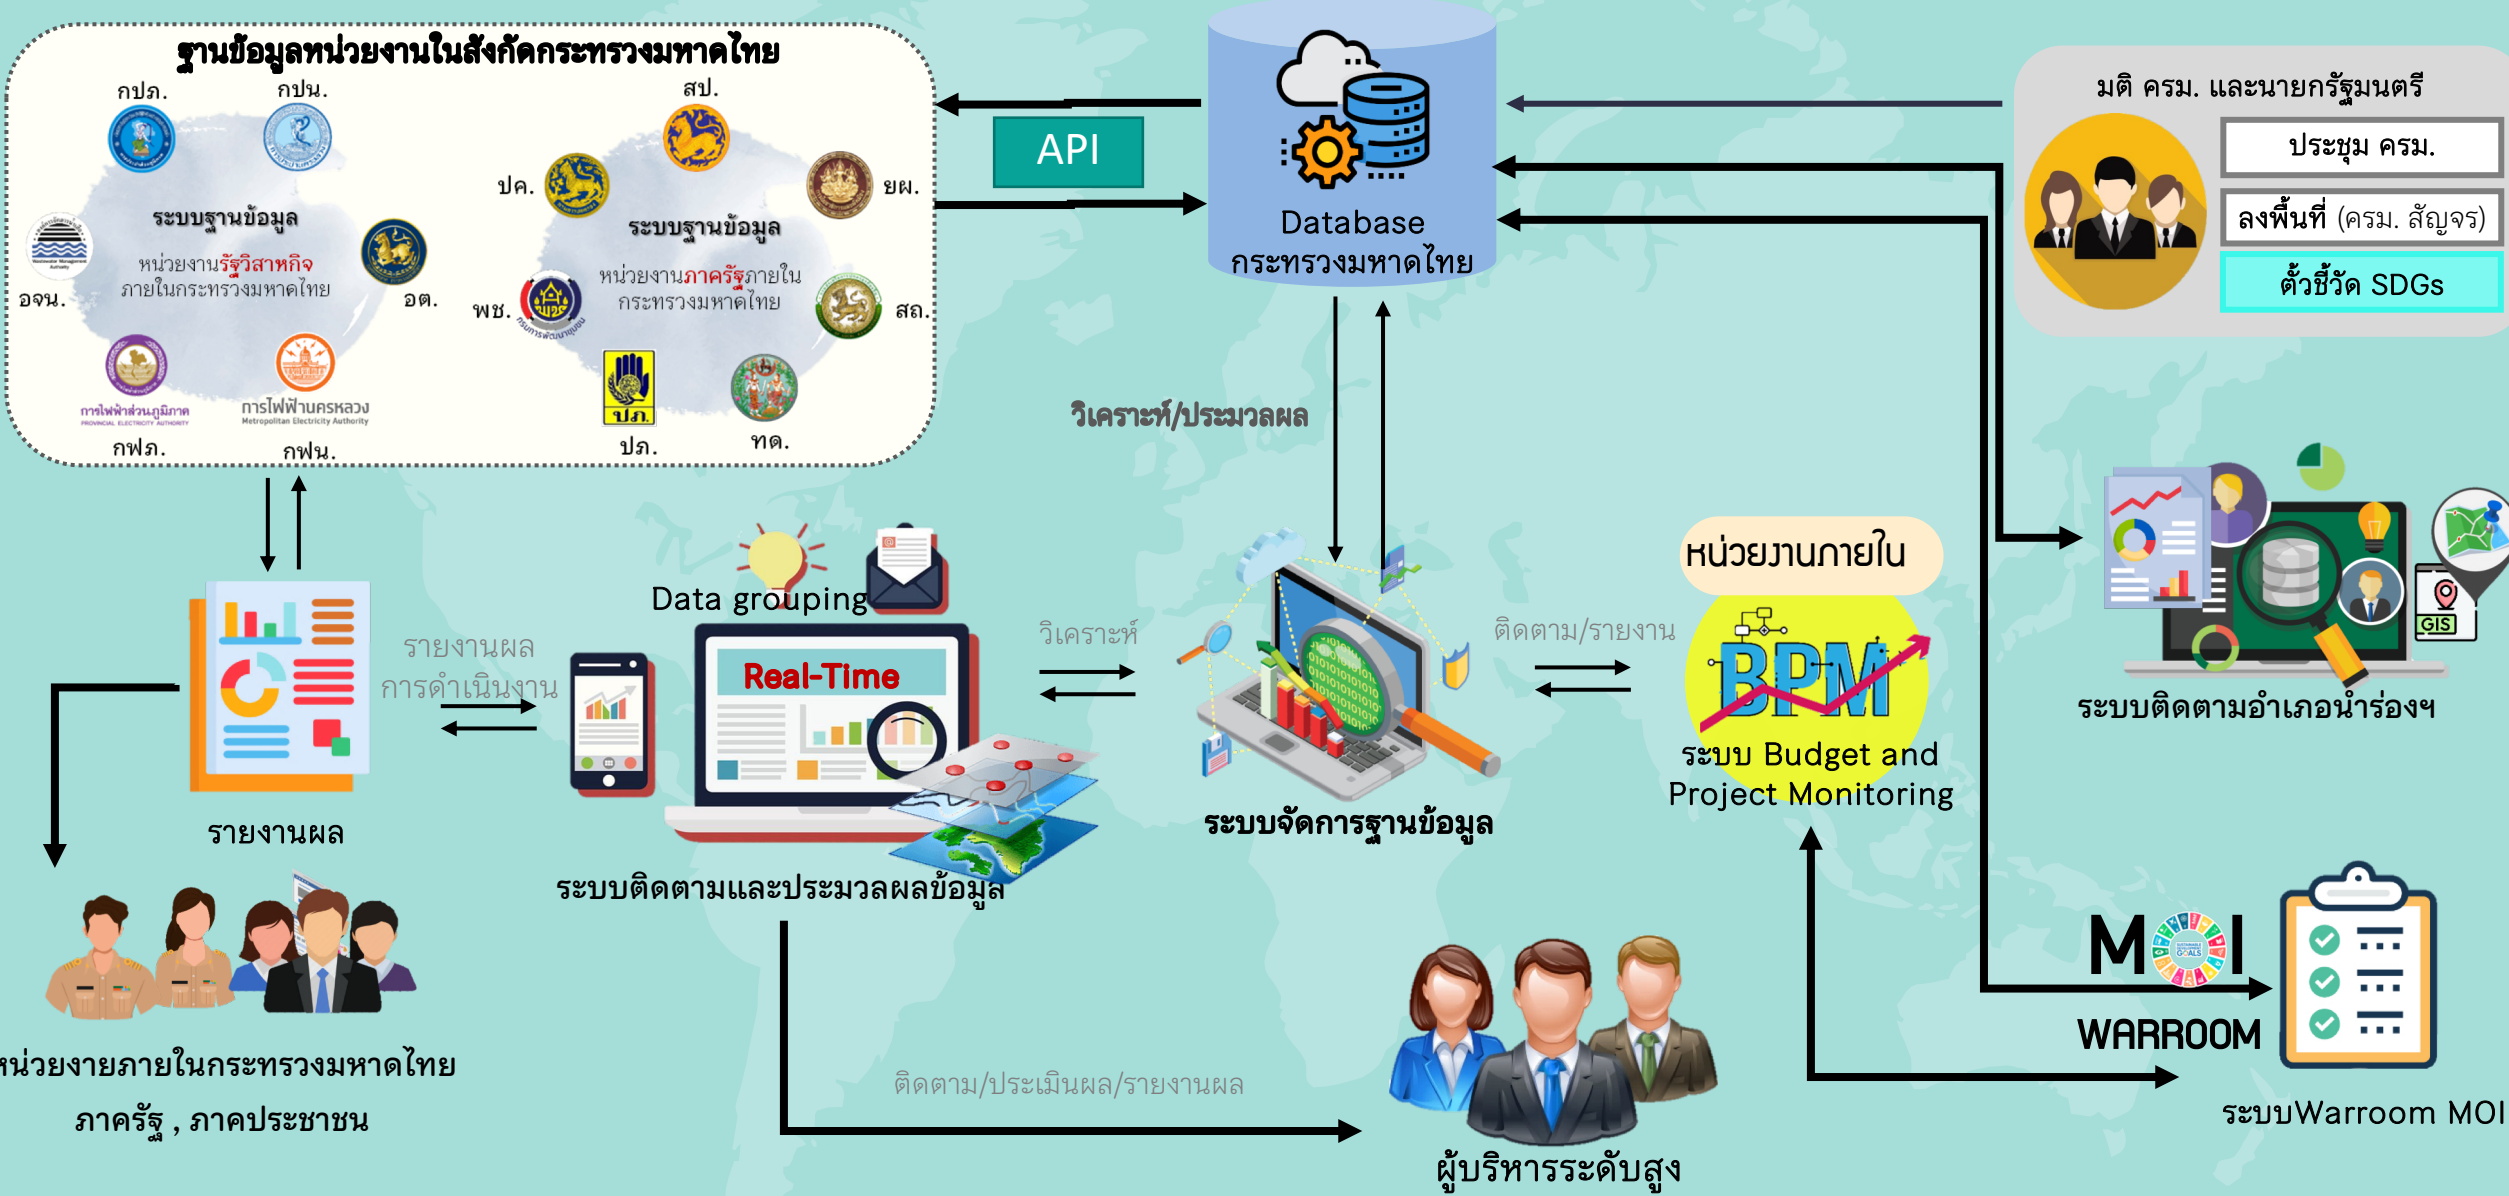 ฐานข้อมูลหน่วยงานในสังกัดกระทรวงมหาดไทย
กปภ.
กปน.
สป.
ปค.
ยผ.
ระบบฐานข้อมูล
หน่วยงานรัฐวิสาหกิจ
ภายในกระทรวงมหาดไทย
ระบบฐานข้อมูล
หน่วยงานภาครัฐภายใน
กระทรวงมหาดไทย
อจน.
อต.
พช.
กรมการพัฒนาชุมชน
สถ.
การไฟฟ้าส่วนภูมิภาค
PROVINCIAL ELECTRICITY AUTHORITY
กฟภ.
การไฟฟ้านครหลวง
Metropolitan Electricity Authority
กฟน.
ปภ.
ปภ.
ทด.
API
Database
กระทรวงมหาดไทย
มติ ครม. และนายกรัฐมนตรี
ประชุม ครม.
ลงพื้นที่ (ครม. สัญจร)
ตั้วชี้วัด SDGs
วิเคราะห์/ประมวลผล
รายงานผล
รายงานผล
การดำเนินงาน
Data grouping
Real-Time
ระบบติดตามและประมวลผลข้อมูล
วิเคราะห์
ระบบจัดการฐานข้อมูล
ติดตาม/รายงาน
หน่วยงานภายใน
BPM
ระบบ Budget and
Project Monitoring
GIS
ระบบติดตามอำเภอนำร่องฯ
MOI
WARROOM
ระบบWarroom MOI
หน่วยงายภายในกระทรวงมหาดไทย
ภาครัฐ , ภาคประชาชน
ติดตาม/ประเมินผล/รายงานผล
ผู้บริหารระดับสูง